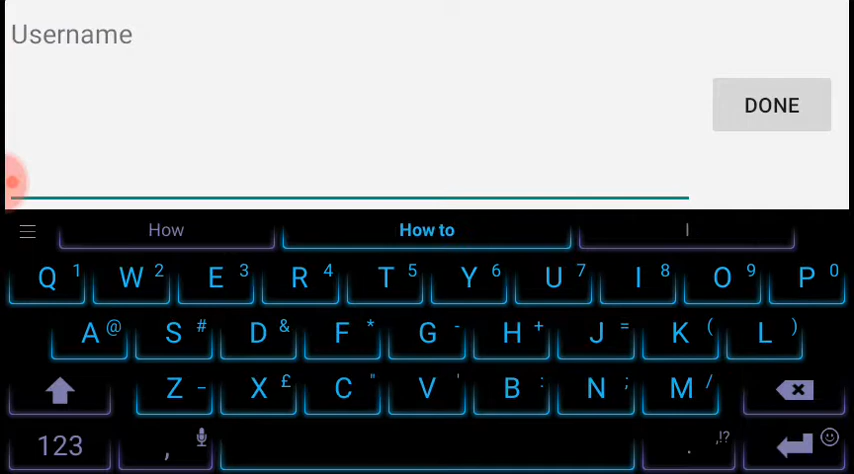 Username
DONE
How How to I
Q 1 W 2 E 3 R 4 T 5 Y 6 U 7 I 8 O 9 P 0
A @ S # D & F * G - H + J = K ( L )
Z _ X £ C " V ' B : N ; M /
123 , . ,!?